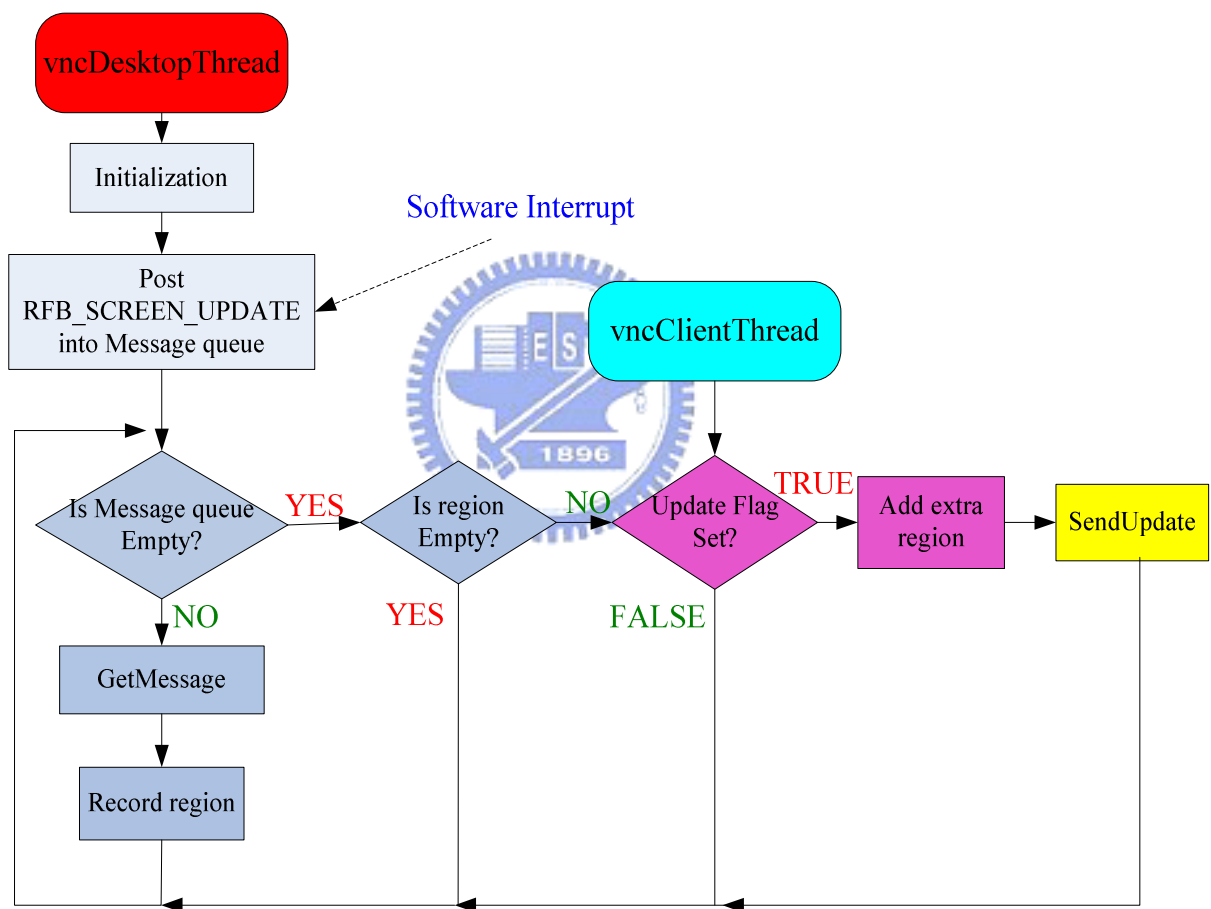 vncDesktopThread
Initialization
Software Interrupt
Post
RFB_SCREEN_UPDATE
into Message queue
vncClientThread
E S
1896
Is Message queue
Empty?
YES
Is region
Empty?
NO
Update Flag
Set?
TRUE
Add extra
region
SendUpdate
NO
YES
FALSE
GetMessage
Record region